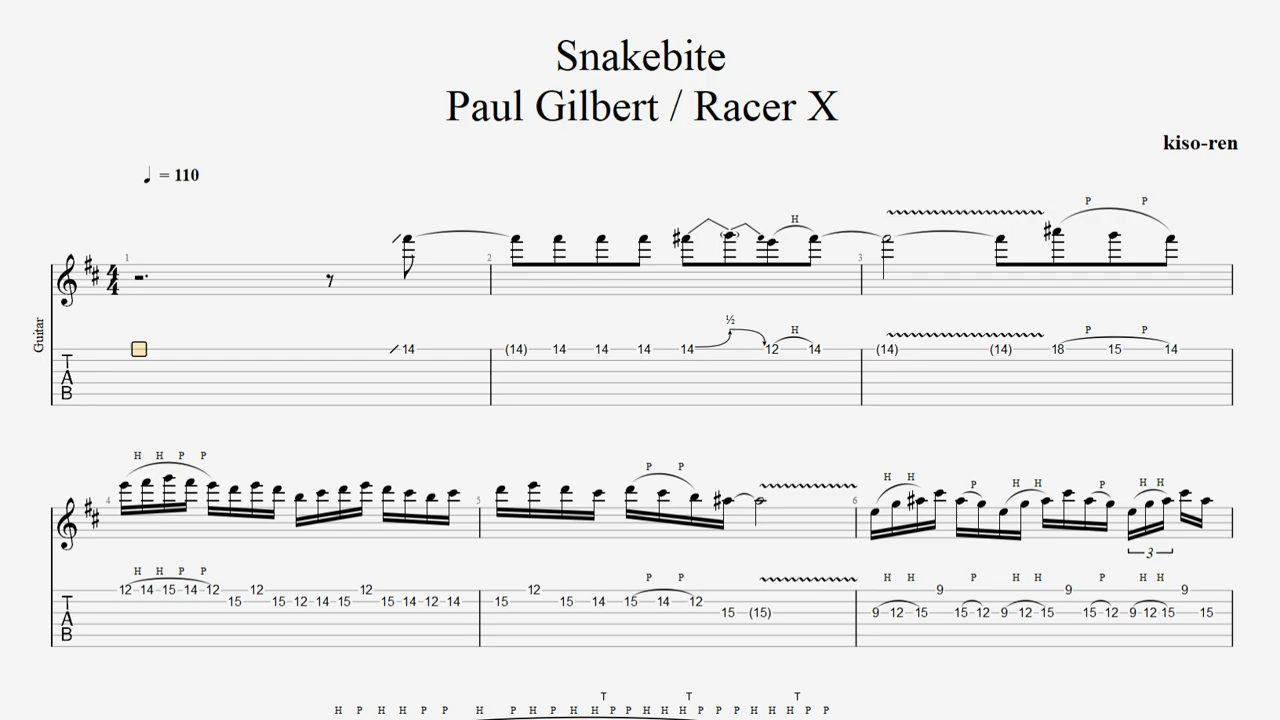 Snakebite
Paul Gilbert / Racer X
kiso-ren
= 110
P P
H
1 2 3
4 4
Guitar
½
H P P
T A B
14 (14) 14 14 14 14 12 14 (14) (14) 18 15 14
H H P P
P P
H H P H H P H H
4 5 6
3
H H P P P P H H P H H P H H
12 14 15 14 12 12 12 12 9 9 9
15 15 12 14 15 15 14 12 14 15 15 14 15 14 12
T A B
15 (15) 9 12 15 15 12 9 12 15 15 12 9 12 15 15
T T T
H P H H P P H P H P H H P H P H P P P H H H P P